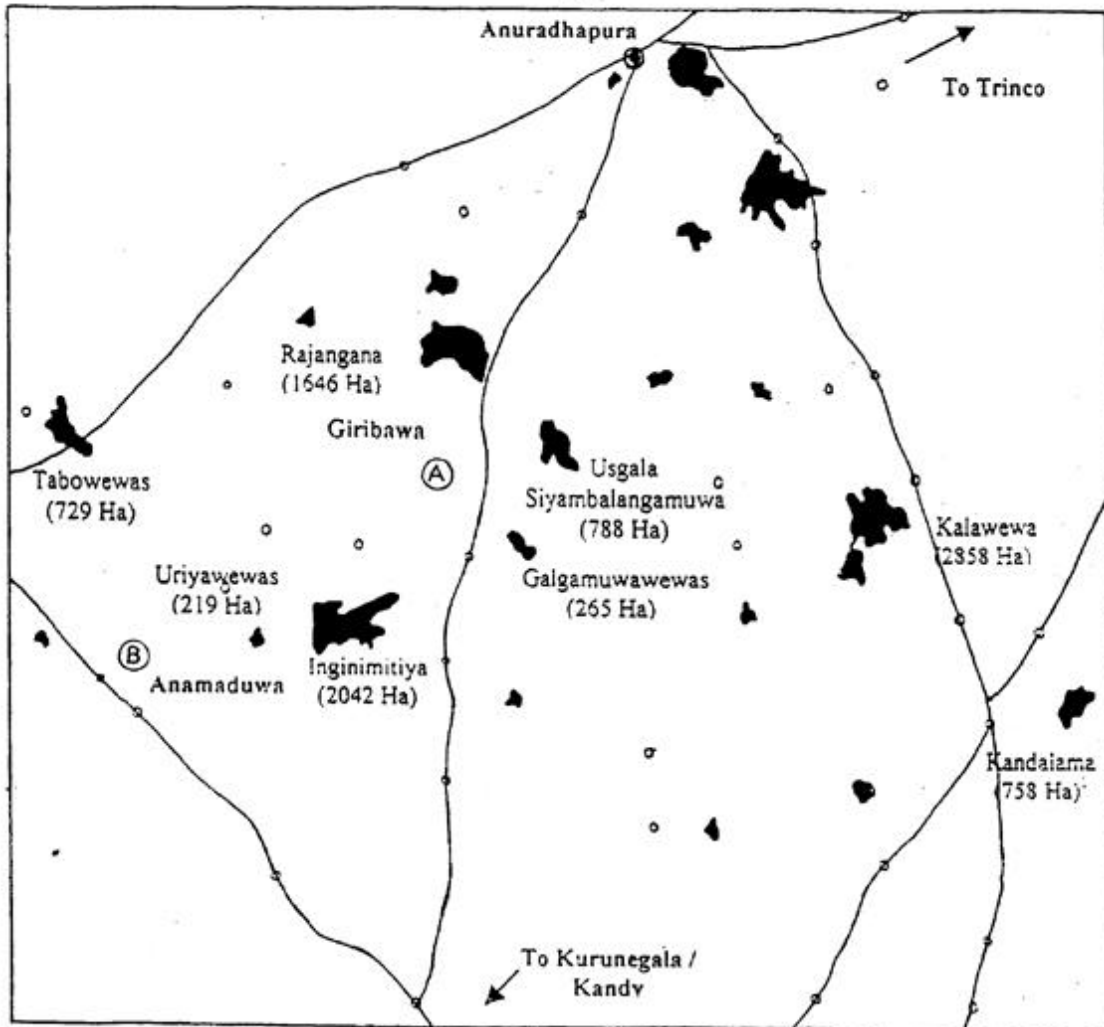 Anuradhapura
To Trinco
Rajangana
(1646 Ha)
Giribawa
A
Tabowewas
(729 Ha)
Usgala
Siyambalangamuwa
(788 Ha)
Kalawewa
(2858 Ha)
Uriyawewas
(219 Ha)
Galgamuwawewas
(265 Ha)
B
Anamaduwa
Inginimitiya
(2042 Ha)
Kandalama
(758 Ha)
To Kurunegala /
Kandy